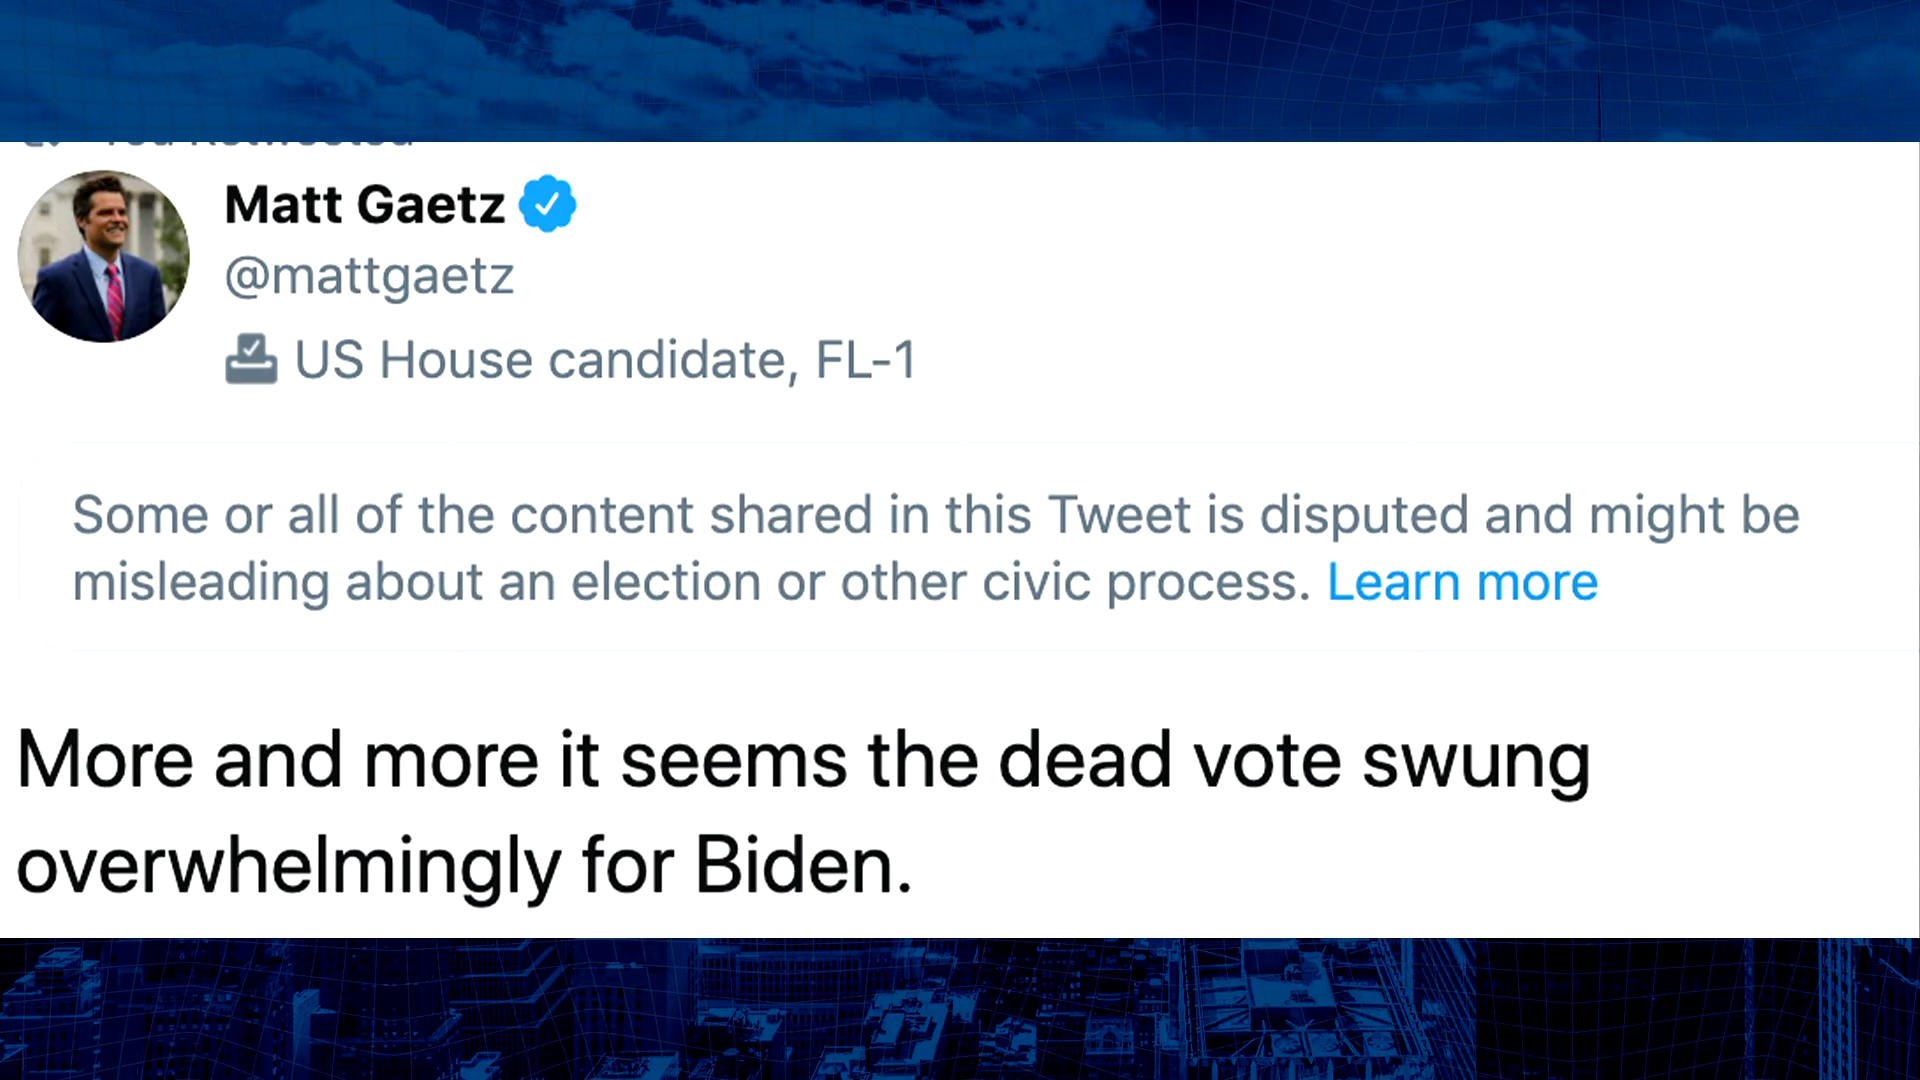 Matt Gaetz
@mattgaetz
US House candidate, FL-1
Some or all of the content shared in this Tweet is disputed and might be
misleading about an election or other civic process. Learn more
More and more it seems the dead vote swung
overwhelmingly for Biden.